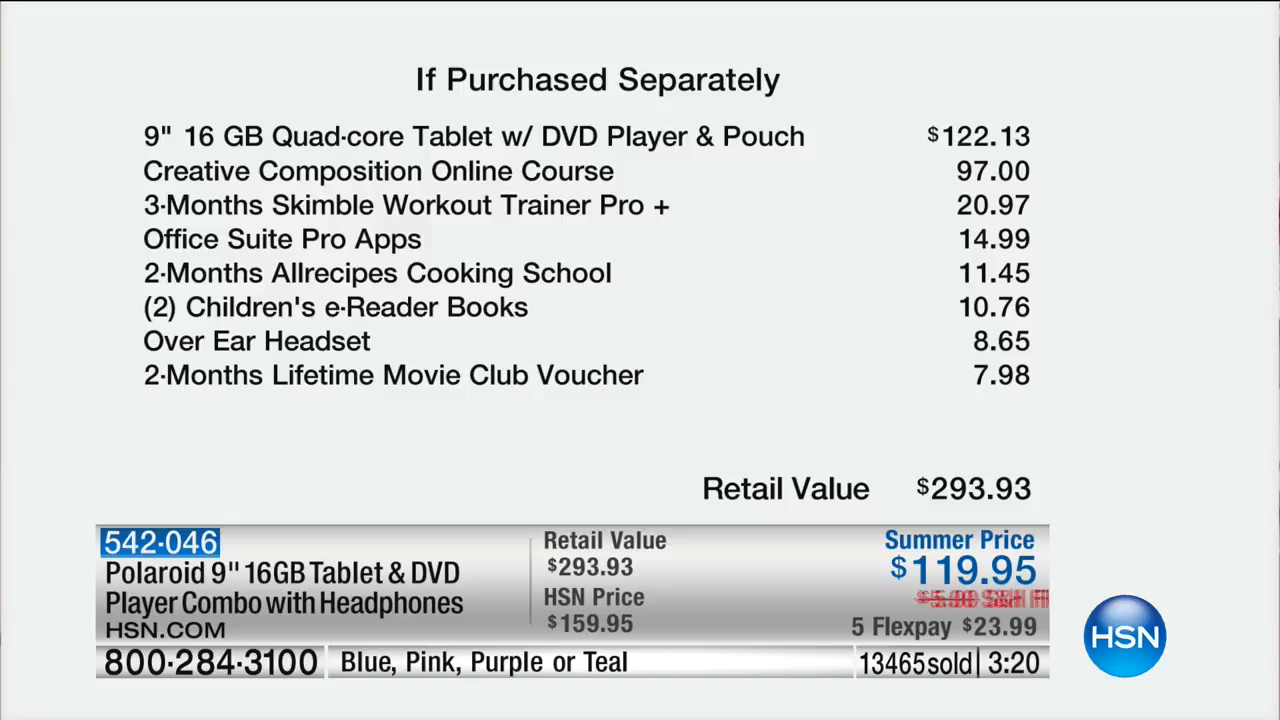 If Purchased Separately
9" 16 GB Quad-core Tablet w/ DVD Player & Pouch $122.13
Creative Composition Online Course 97.00
3-Months Skimble Workout Trainer Pro + 20.97
Office Suite Pro Apps 14.99
2-Months Allrecipes Cooking School 11.45
(2) Children's e-Reader Books 10.76
Over Ear Headset 8.65
2-Months Lifetime Movie Club Voucher 7.98
Retail Value $293.93
542-046
Polaroid 9" 16GB Tablet & DVD
Player Combo with Headphones
HSN.COM
Retail Value
$293.93
HSN Price
$159.95
Summer Price
$119.95
5 Flexpay $23.99
HSN
800-284-3100 Blue, Pink, Purple or Teal 13465 sold 3:20